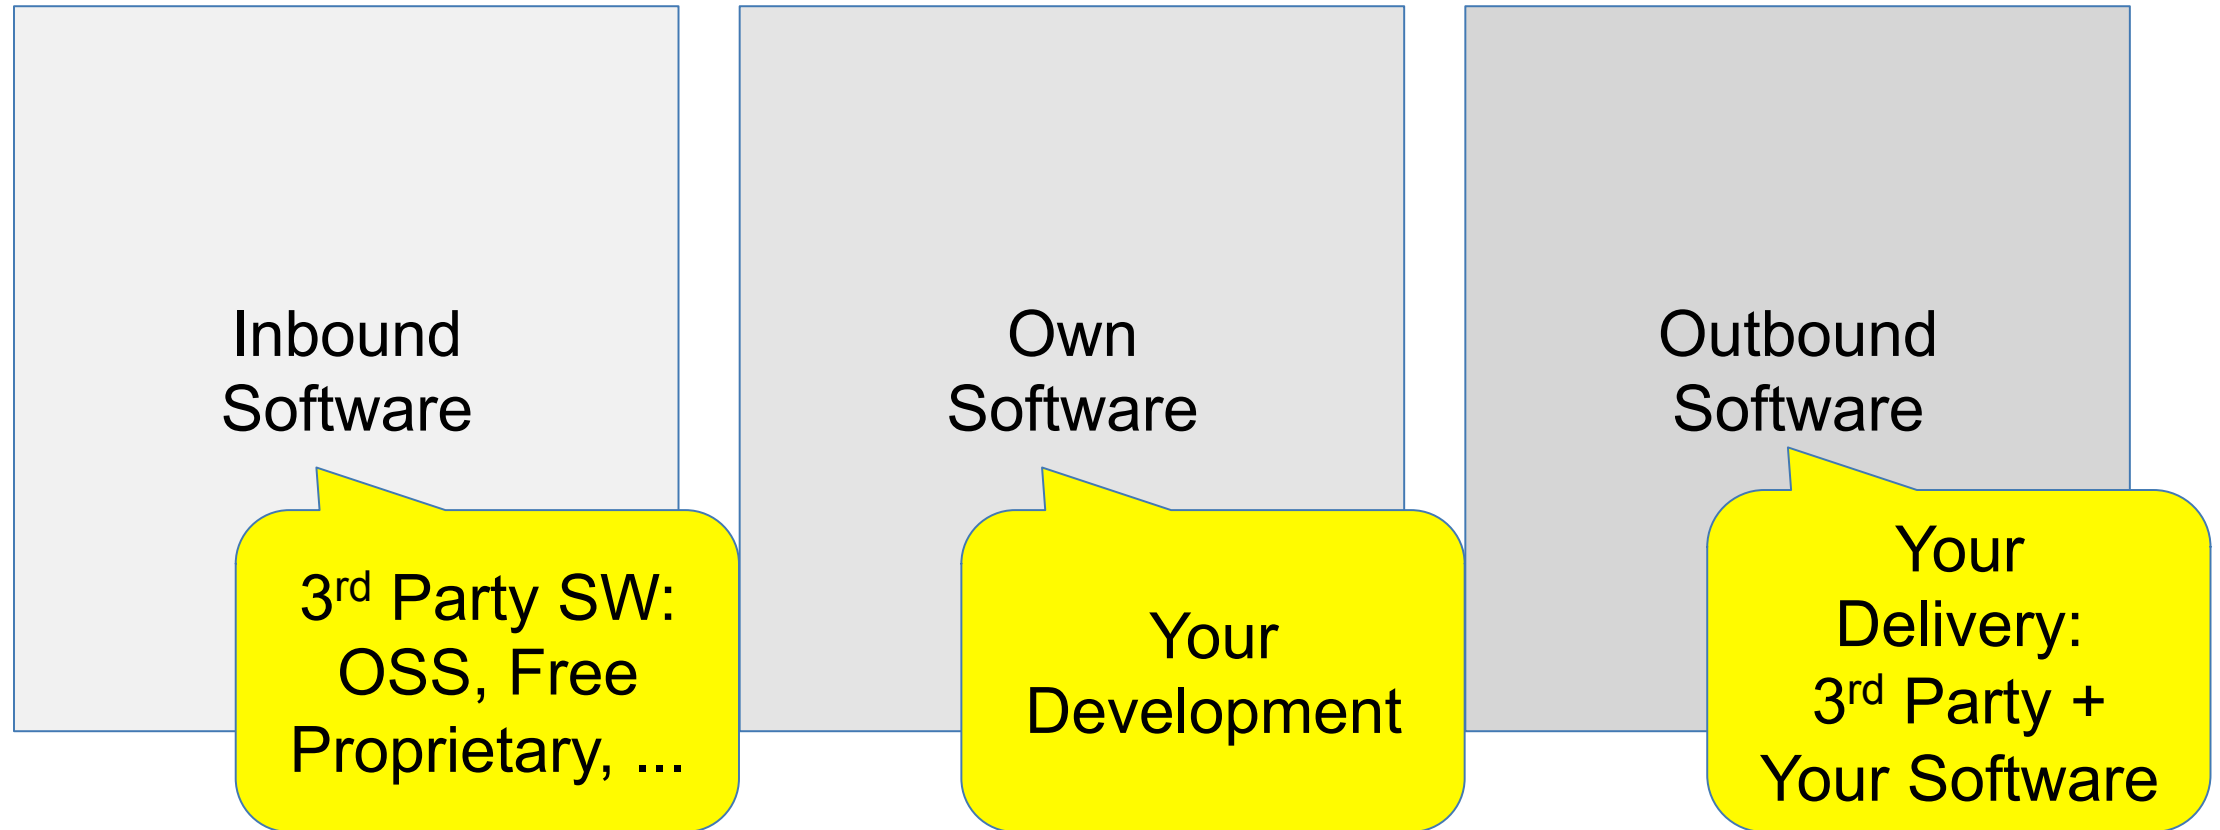 Inbound
Software
Own
Software
Outbound
Software
3rd Party SW:
OSS, Free
Proprietary, ...
Your
Development
Your
Delivery:
3rd Party +
Your Software